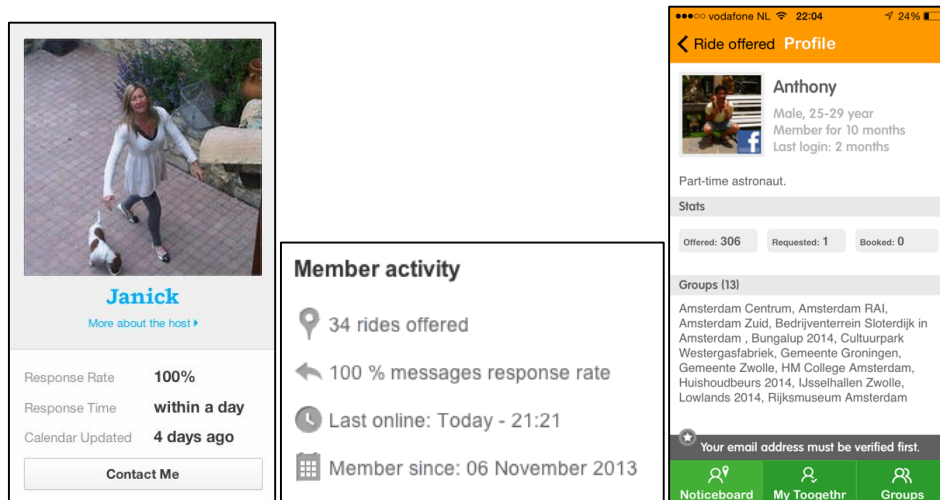 Janick
More about the host
Response Rate 100%
Response Time within a day
Calendar Updated 4 days ago
Contact Me
Member activity
34 rides offered
100 % messages response rate
Last online: Today - 21:21
Member since: 06 November 2013
vodafone NL 22:04 24%
Ride offered Profile
Anthony
Male, 25-29 year
Member for 10 months
Last login: 2 months
f
Part-time astronaut.
Stats
Offered: 306 Requested: 1 Booked: 0
Groups (13)
Amsterdam Centrum, Amsterdam RAI,
Amsterdam Zuid, Bedrijventerrein Sloterdijk in
Amsterdam , Bungalup 2014, Cultuurpark
Westergasfabriek, Gemeente Groningen,
Gemeente Zwolle, HM College Amsterdam,
Huishoudbeurs 2014, IJsselhallen Zwolle,
Lowlands 2014, Rijksmuseum Amsterdam
Your email address must be verified first.
Noticeboard My Toogethr Groups